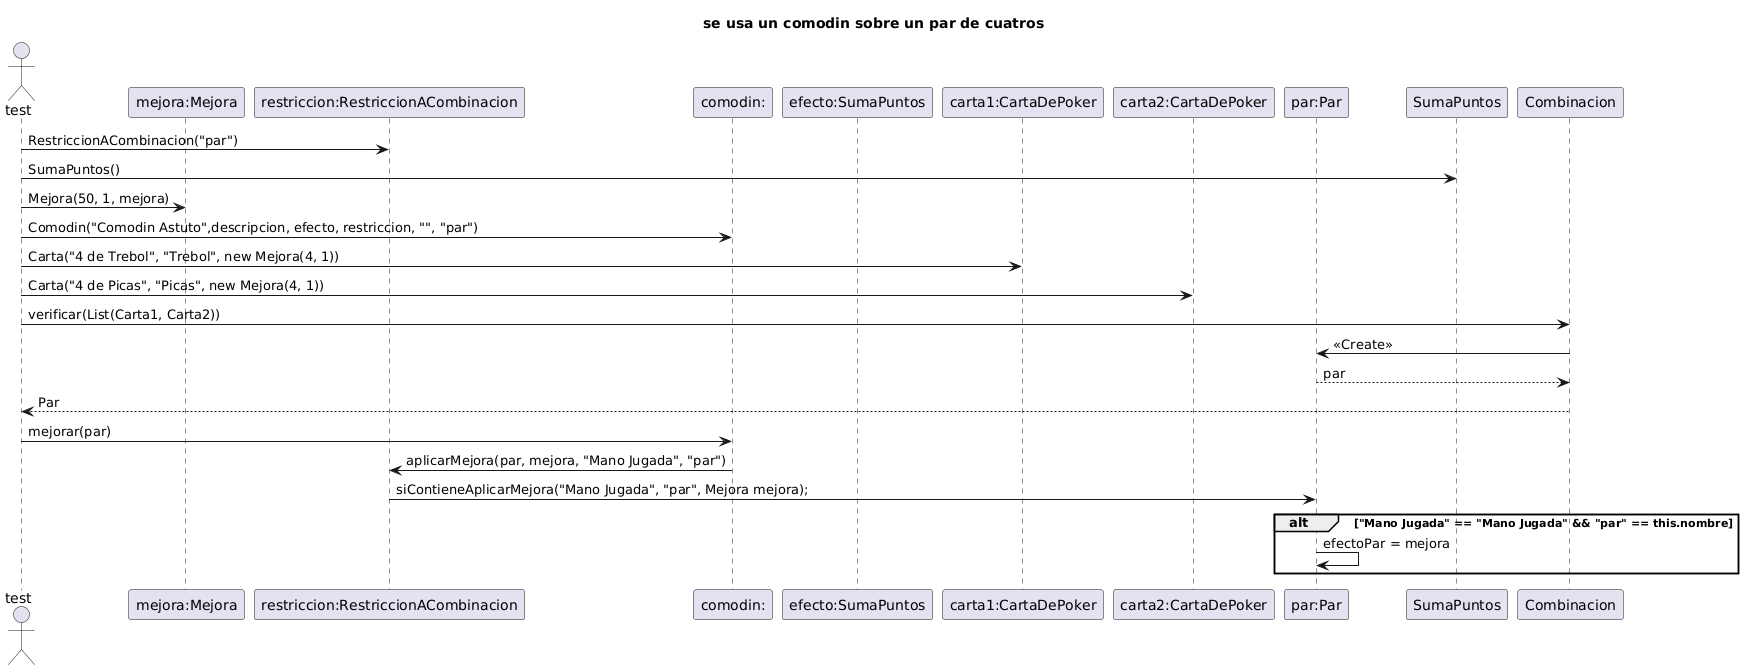 se usa un comodin sobre un par de cuatros
test
mejora:Mejora
restriccion:RestriccionACombinacion
comodin:
efecto:SumaPuntos
carta1:CartaDePoker
carta2:CartaDePoker
par:Par
SumaPuntos
Combinacion
RestriccionACombinacion("par")
SumaPuntos()
Mejora(50, 1, mejora)
Comodin("Comodin Astuto",descripcion, efecto, restriccion, "", "par")
Carta("4 de Trebol", "Trebol", new Mejora(4, 1))
Carta("4 de Picas", "Picas", new Mejora(4, 1))
verificar(List(Carta1, Carta2))
«Create»
par
Par
mejorar(par)
aplicarMejora(par, mejora, "Mano Jugada", "par")
siContieneAplicarMejora("Mano Jugada", "par", Mejora mejora);
alt
["Mano Jugada" == "Mano Jugada" && "par" == this.nombre]
efectoPar = mejora
test
mejora:Mejora
restriccion:RestriccionACombinacion
comodin:
efecto:SumaPuntos
carta1:CartaDePoker
carta2:CartaDePoker
par:Par
SumaPuntos
Combinacion